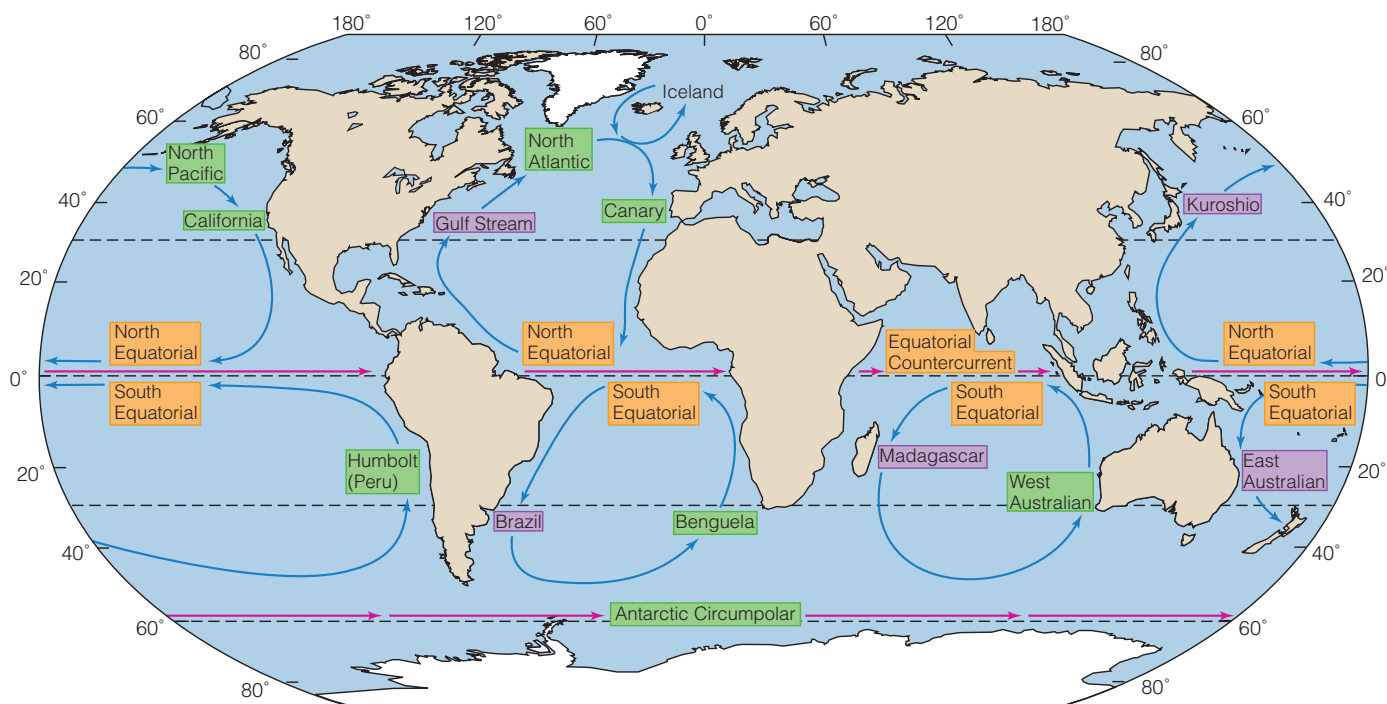 180°
120°
60°
0°
60°
120°
180°
80°
80°
Iceland
60°
60°
North
Atlantic
North
Pacific
40°
40°
California
Gulf Stream
Canary
Kuroshio
20°
20°
North
Equatorial
North
Equatorial
Equatorial
Countercurrent
North
Equatorial
0°
0
South
Equatorial
South
Equatorial
South
Equatorial
South
Equatorial
Humbolt
(Peru)
Madagascar
20°
20°
West
Australian
East
Australian
Brazil
Benguela
40°
40°
Antarctic Circumpolar
60°
60°
80°
80°